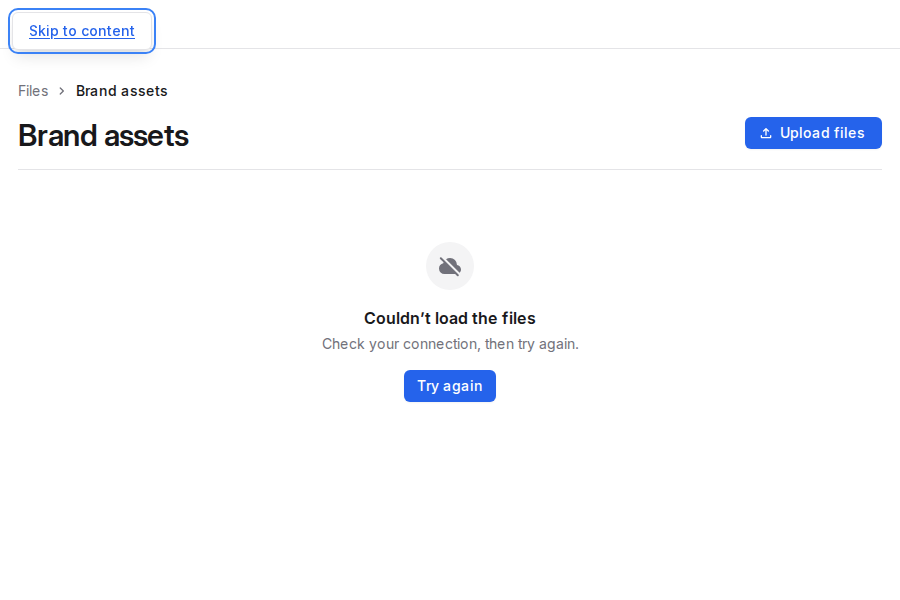 Skip to content
Files
Brand assets
Brand assets
Upload files
Couldn’t load the files
Check your connection, then try again.
Try again